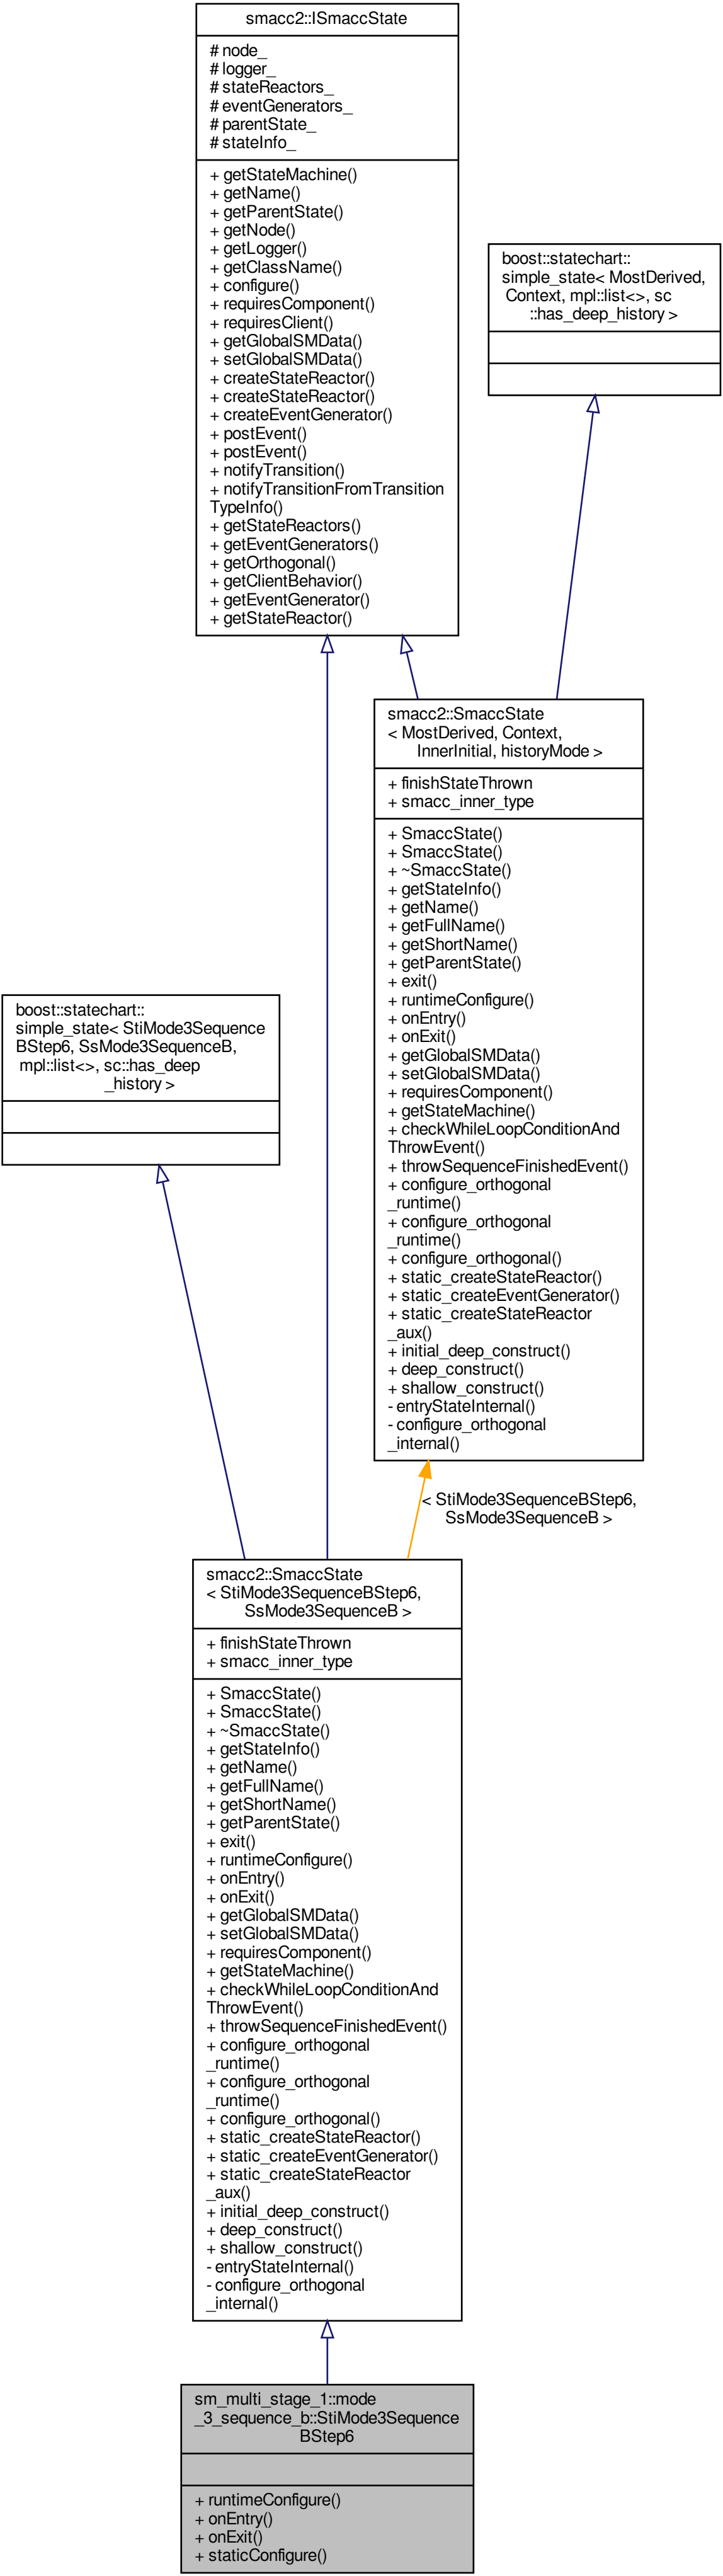 smacc2::ISmaccState
# node_
# logger_
# stateReactors_
# eventGenerators_
# parentState_
# stateInfo_
+ getStateMachine()
+ getName()
+ getParentState()
+ getNode()
+ getLogger()
+ getClassName()
+ configure()
+ requiresComponent()
+ requiresClient()
+ getGlobalSMData()
+ setGlobalSMData()
+ createStateReactor()
+ createStateReactor()
+ createEventGenerator()
+ postEvent()
+ postEvent()
+ notifyTransition()
+ notifyTransitionFromTransition
TypeInfo()
+ getStateReactors()
+ getEventGenerators()
+ getOrthogonal()
+ getClientBehavior()
+ getEventGenerator()
+ getStateReactor()
boost::statechart::
simple_state< MostDerived,
Context, mpl::list<>, sc
::has_deep_history >
smacc2::SmaccState
< MostDerived, Context,
InnerInitial, historyMode >
+ finishStateThrown
+ smacc_inner_type
+ SmaccState()
+ SmaccState()
+ ~SmaccState()
+ getStateInfo()
+ getName()
+ getFullName()
+ getShortName()
+ getParentState()
+ exit()
+ runtimeConfigure()
+ onEntry()
+ onExit()
+ getGlobalSMData()
+ setGlobalSMData()
+ requiresComponent()
+ getStateMachine()
+ checkWhileLoopConditionAnd
ThrowEvent()
+ throwSequenceFinishedEvent()
+ configure_orthogonal
_runtime()
+ configure_orthogonal
_runtime()
+ configure_orthogonal()
+ static_createStateReactor()
+ static_createEventGenerator()
+ static_createStateReactor
_aux()
+ initial_deep_construct()
+ deep_construct()
+ shallow_construct()
- entryStateInternal()
- configure_orthogonal
_internal()
boost::statechart::
simple_state< StiMode3Sequence
BStep6, SsMode3SequenceB,
mpl::list<>, sc::has_deep
_history >
< StiMode3SequenceBStep6,
SsMode3SequenceB >
smacc2::SmaccState
< StiMode3SequenceBStep6,
SsMode3SequenceB >
+ finishStateThrown
+ smacc_inner_type
+ SmaccState()
+ SmaccState()
+ ~SmaccState()
+ getStateInfo()
+ getName()
+ getFullName()
+ getShortName()
+ getParentState()
+ exit()
+ runtimeConfigure()
+ onEntry()
+ onExit()
+ getGlobalSMData()
+ setGlobalSMData()
+ requiresComponent()
+ getStateMachine()
+ checkWhileLoopConditionAnd
ThrowEvent()
+ throwSequenceFinishedEvent()
+ configure_orthogonal
_runtime()
+ configure_orthogonal
_runtime()
+ configure_orthogonal()
+ static_createStateReactor()
+ static_createEventGenerator()
+ static_createStateReactor
_aux()
+ initial_deep_construct()
+ deep_construct()
+ shallow_construct()
- entryStateInternal()
- configure_orthogonal
_internal()
sm_multi_stage_1::mode
_3_sequence_b::StiMode3Sequence
BStep6
+ runtimeConfigure()
+ onEntry()
+ onExit()
+ staticConfigure()